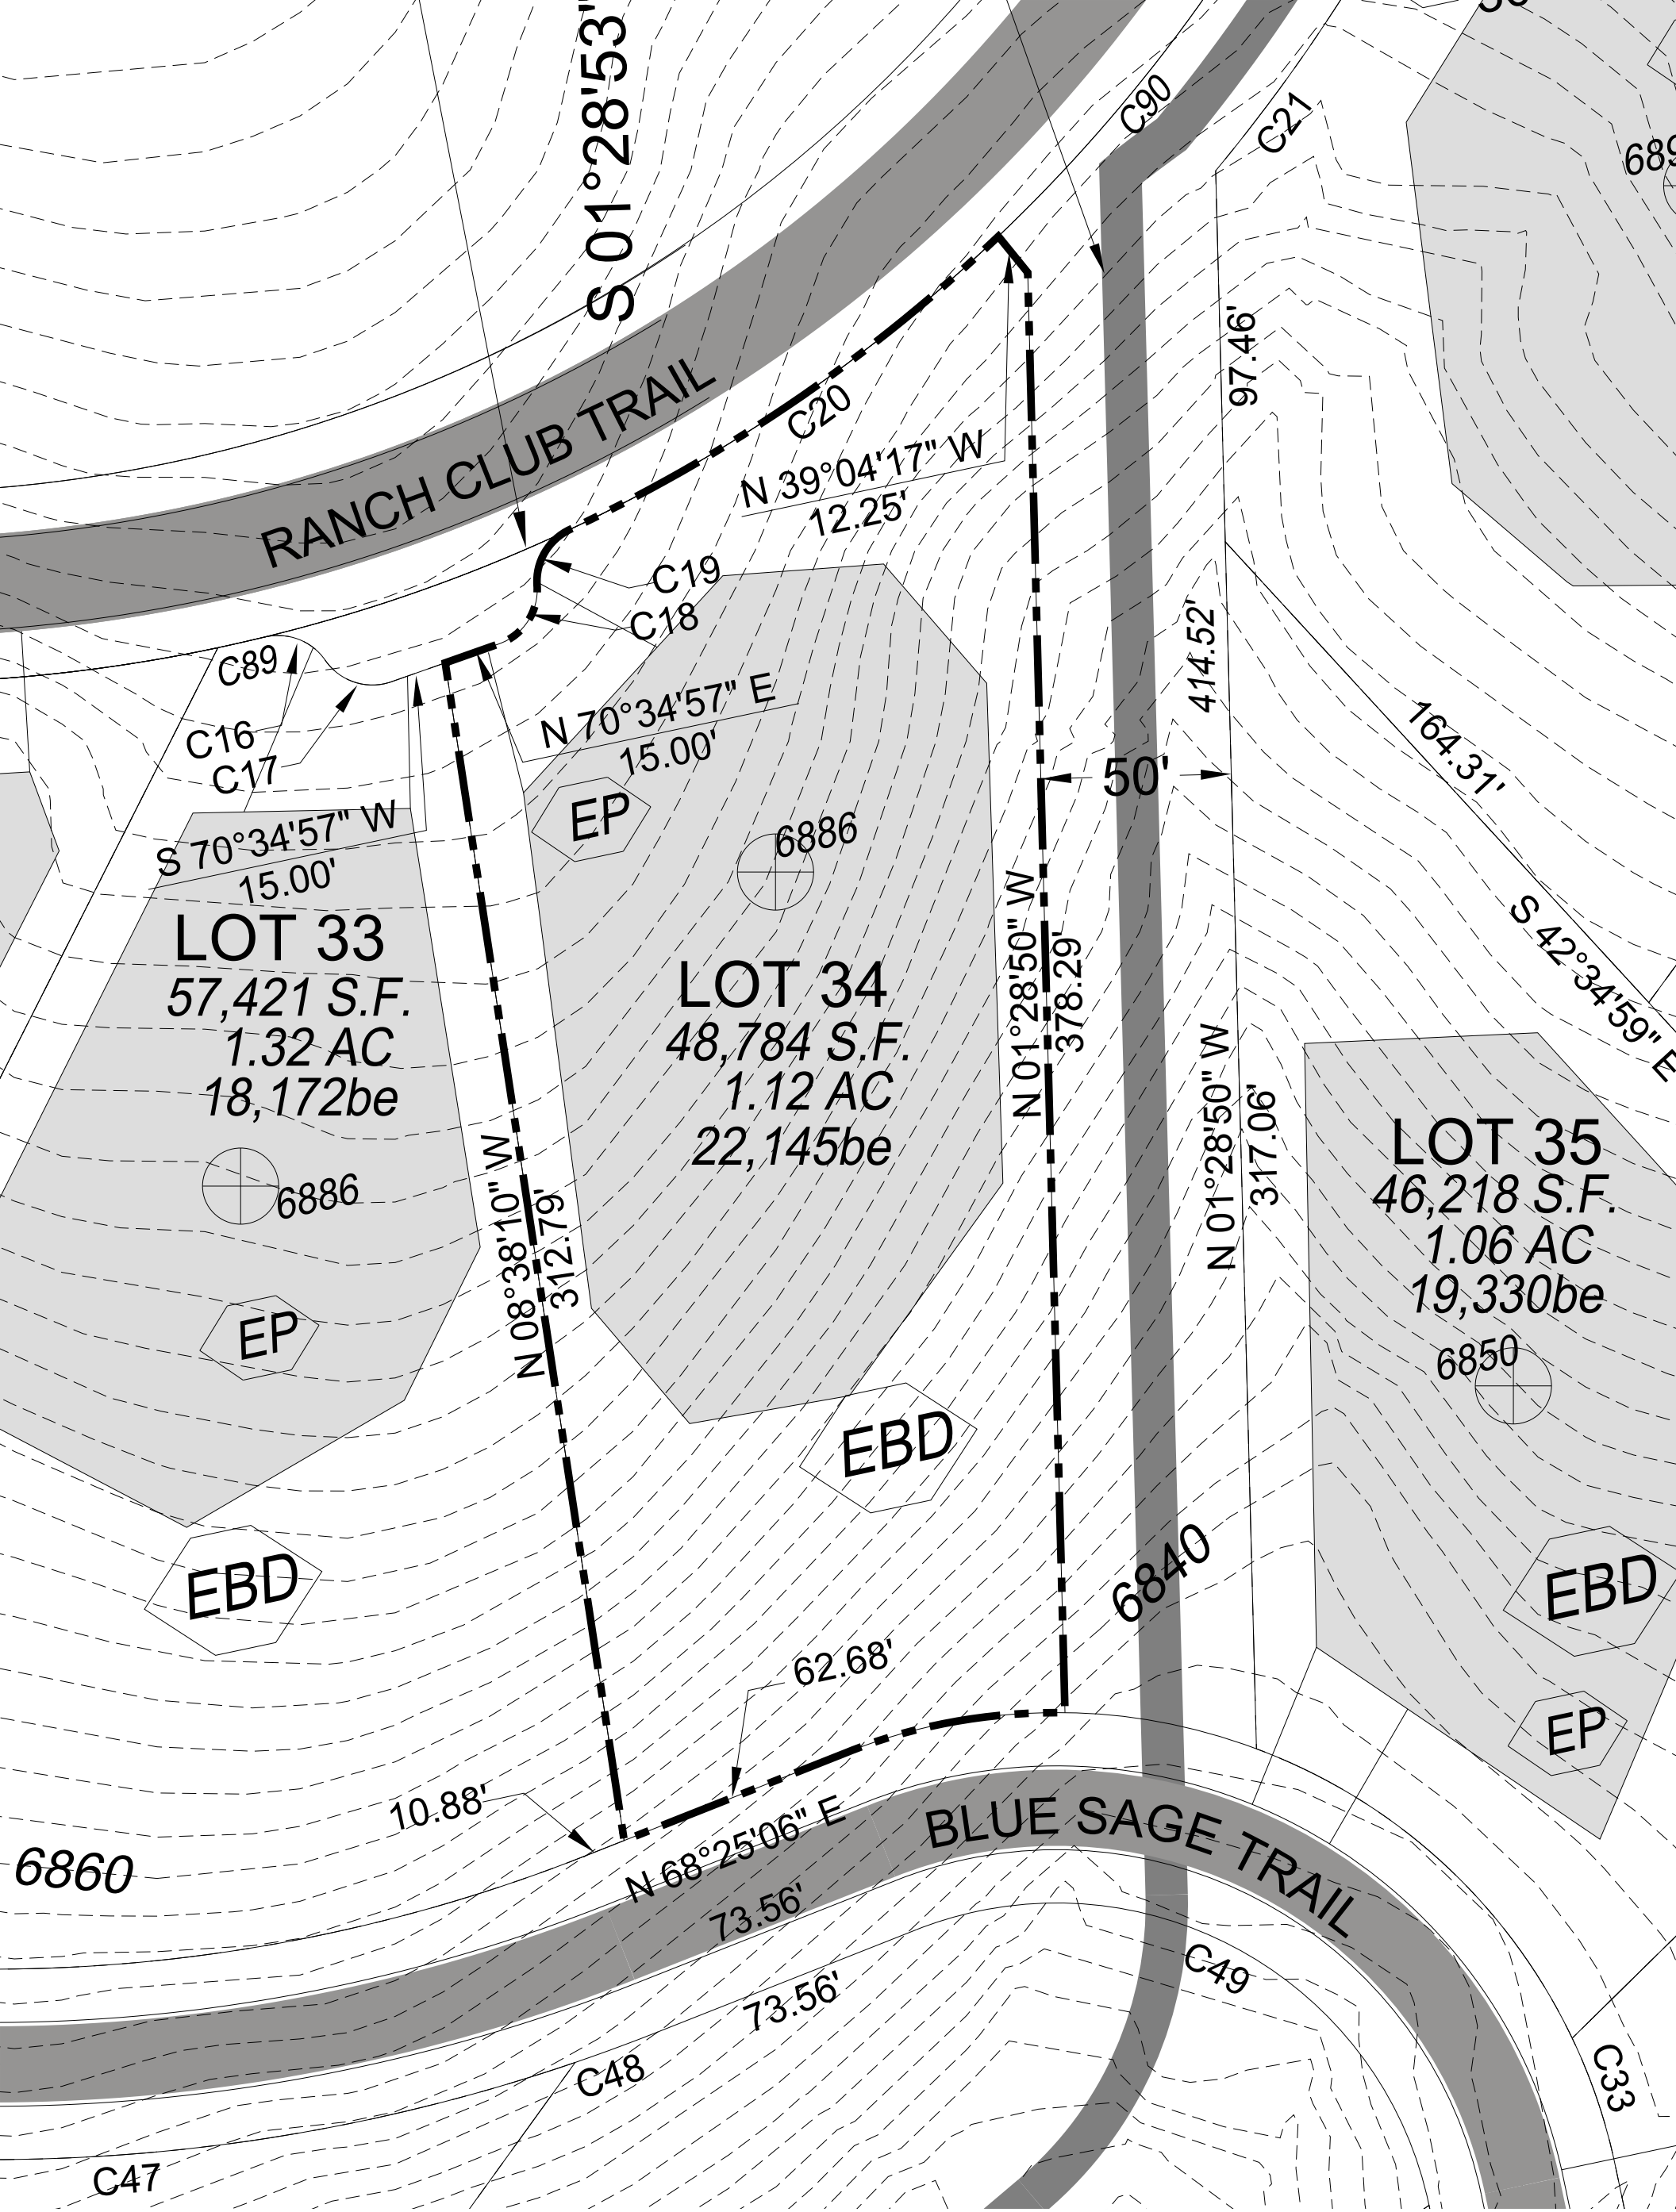 S 01°28'53"
C90
C21
97.46'
RANCH CLUB TRAIL
C20
N 39°04'17" W
12.25'
C19
C18
C89
C16
C17
N 70°34'57" E
15.00'
S 70°34'57" W
15.00'
414.52'
50'
164.31'
S 42°34'59" E
EP
6886
LOT 33
57,421 S.F.
1.32 AC
18,172be
6886
EP
EBD
LOT 34
48,784 S.F.
1.12 AC
22,145be
N 01°28'50" W
378.29'
N 08°38'10" W
312.79'
N 01°28'50" W
317.06'
LOT 35
46,218 S.F.
1.06 AC
19,330be
6850
EBD
EBD
EP
6840
62.68'
10.88'
6860
N 68°25'06" E
73.56'
BLUE SAGE TRAIL
73.56'
C49
C48
C47
C33